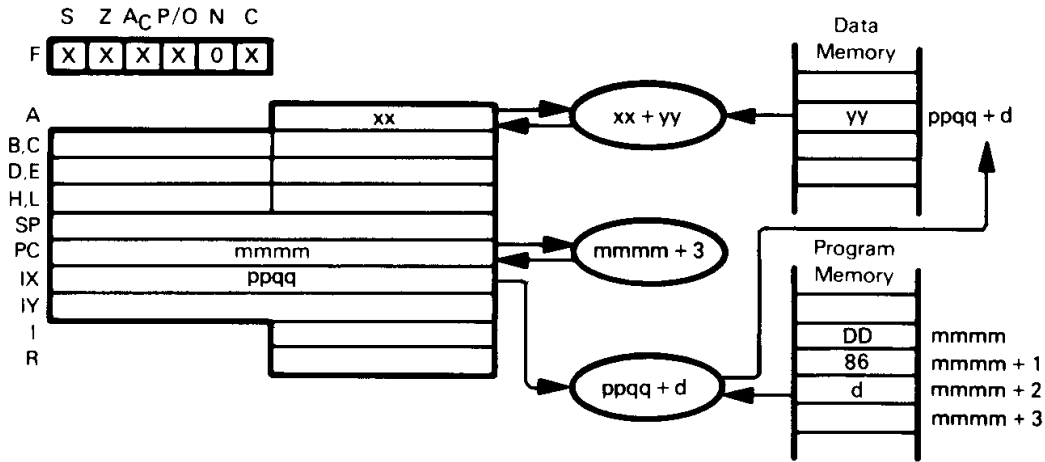 S Z AC P/O N C
F X X X X 0 X
Data
Memory
A xx xx + yy yy ppqq + d
B,C
D,E
H,L
SP
PC mmmm mmmm + 3
Program
Memory
IX ppqq
IY
I
R
DD mmmm
86 mmmm + 1
ppqq + d d mmmm + 2
mmmm + 3